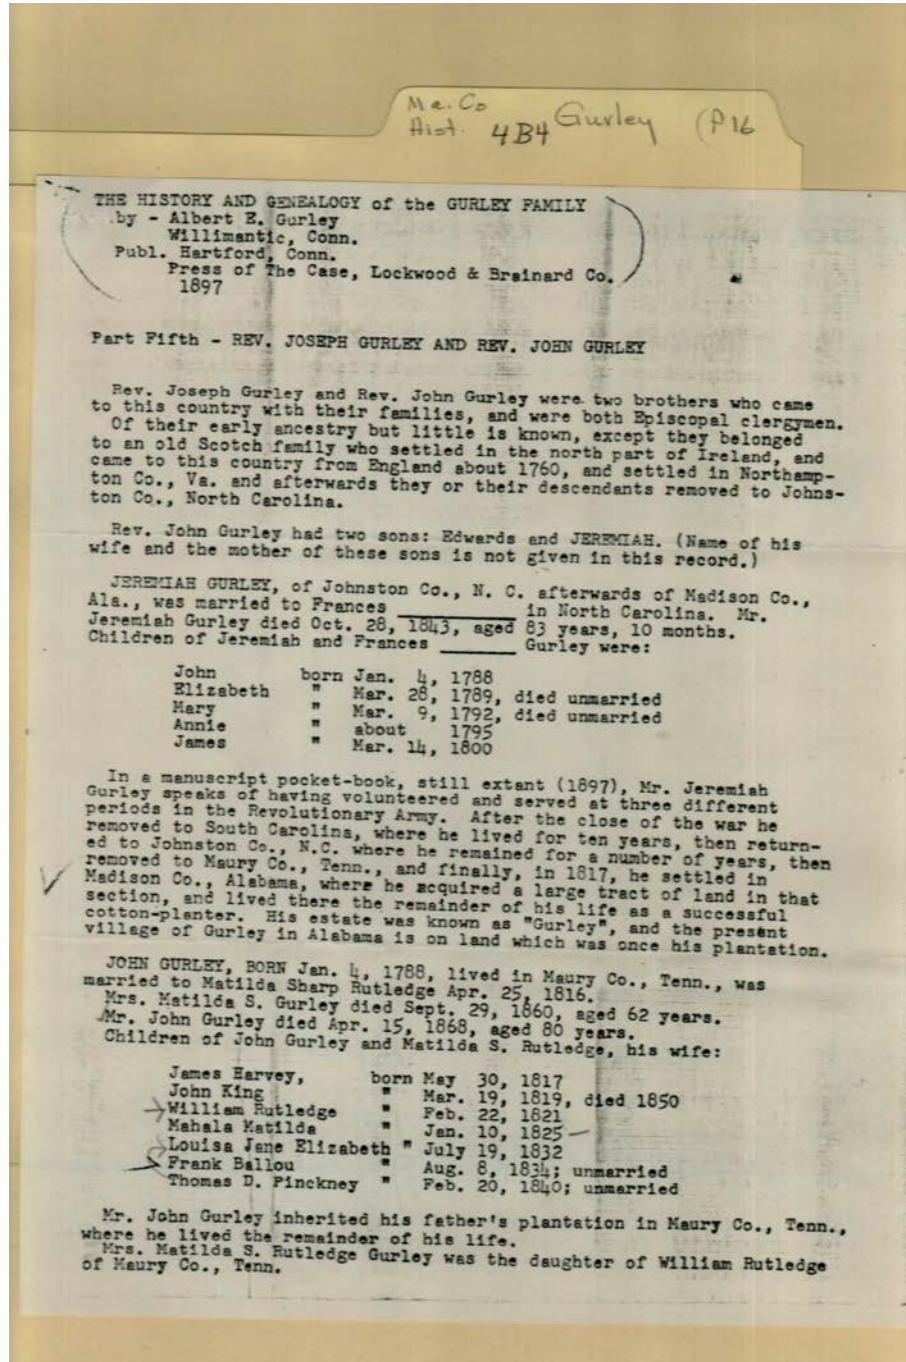 Ma. Co
Hist. 4B4 Gurley (P16
THE HISTORY AND GENEALOGY of the GURLEY FAMILY
by - Albert E. Gurley
Willimantic, Conn.
Publ. Hartford, Conn.
Press of The Case, Lockwood & Brainard Co.
1897
Part Fifth - REV. JOSEPH GURLEY AND REV. JOHN GURLEY
Rev. Joseph Gurley and Rev. John Gurley were two brothers who came
to this country with their families, and were both Episcopal clergymen.
Of their early ancestry but little is known, except they belonged
to an old Scotch family who settled in the north part of Ireland, and
came to this country from England about 1760, and settled in Northamp-
ton Co., Va. and afterwards they or their descendants removed to Johns-
ton Co., North Carolina.
Rev. John Gurley had two sons: Edwards and JEREMIAH. (Name of his
wife and the mother of these sons is not given in this record.)
JEREMIAH GURLEY, of Johnston Co., N. C. afterwards of Madison Co.,
Ala., was married to Frances ________ in North Carolina. Mr.
Jeremiah Gurley died Oct. 28, 1843, aged 83 years, 10 months.
Children of Jeremiah and Frances ______ Gurley were:
John born Jan. 4, 1788
Elizabeth " Mar. 28, 1789, died unmarried
Mary " Mar. 9, 1792, died unmarried
Annie " about 1795
James " Mar. 14, 1800
In a manuscript pocket-book, still extant (1897), Mr. Jeremiah
Gurley speaks of having volunteered and served at three different
periods in the Revolutionary Army. After the close of the war he
removed to South Carolina, where he lived for ten years, then return-
ed to Johnston Co., N.C. where he remained for a number of years, then
removed to Maury Co., Tenn., and finally, in 1817, he settled in
Madison Co., Alabama, where he acquired a large tract of land in that
section, and lived there the remainder of his life as a successful
cotton-planter. His estate was known as "Gurley", and the present
village of Gurley in Alabama is on land which was once his plantation.
JOHN GURLEY, BORN Jan. 4, 1788, lived in Maury Co., Tenn., was
married to Matilda Sharp Rutledge Apr. 25, 1816.
Mrs. Matilda S. Gurley died Sept. 29, 1860, aged 62 years.
Mr. John Gurley died Apr. 15, 1868, aged 80 years.
Children of John Gurley and Matilda S. Rutledge, his wife:
James Harvey, born May 30, 1817
John King " Mar. 19, 1819, died 1850
William Rutledge " Feb. 22, 1821
Mahala Matilda " Jan. 10, 1825
Louisa Jane Elizabeth " July 19, 1832
Frank Ballou " Aug. 8, 1834; unmarried
Thomas D. Pinckney " Feb. 20, 1840; unmarried
Mr. John Gurley inherited his father's plantation in Maury Co., Tenn.,
where he lived the remainder of his life.
Mrs. Matilda S. Rutledge Gurley was the daughter of William Rutledge
of Maury Co., Tenn.